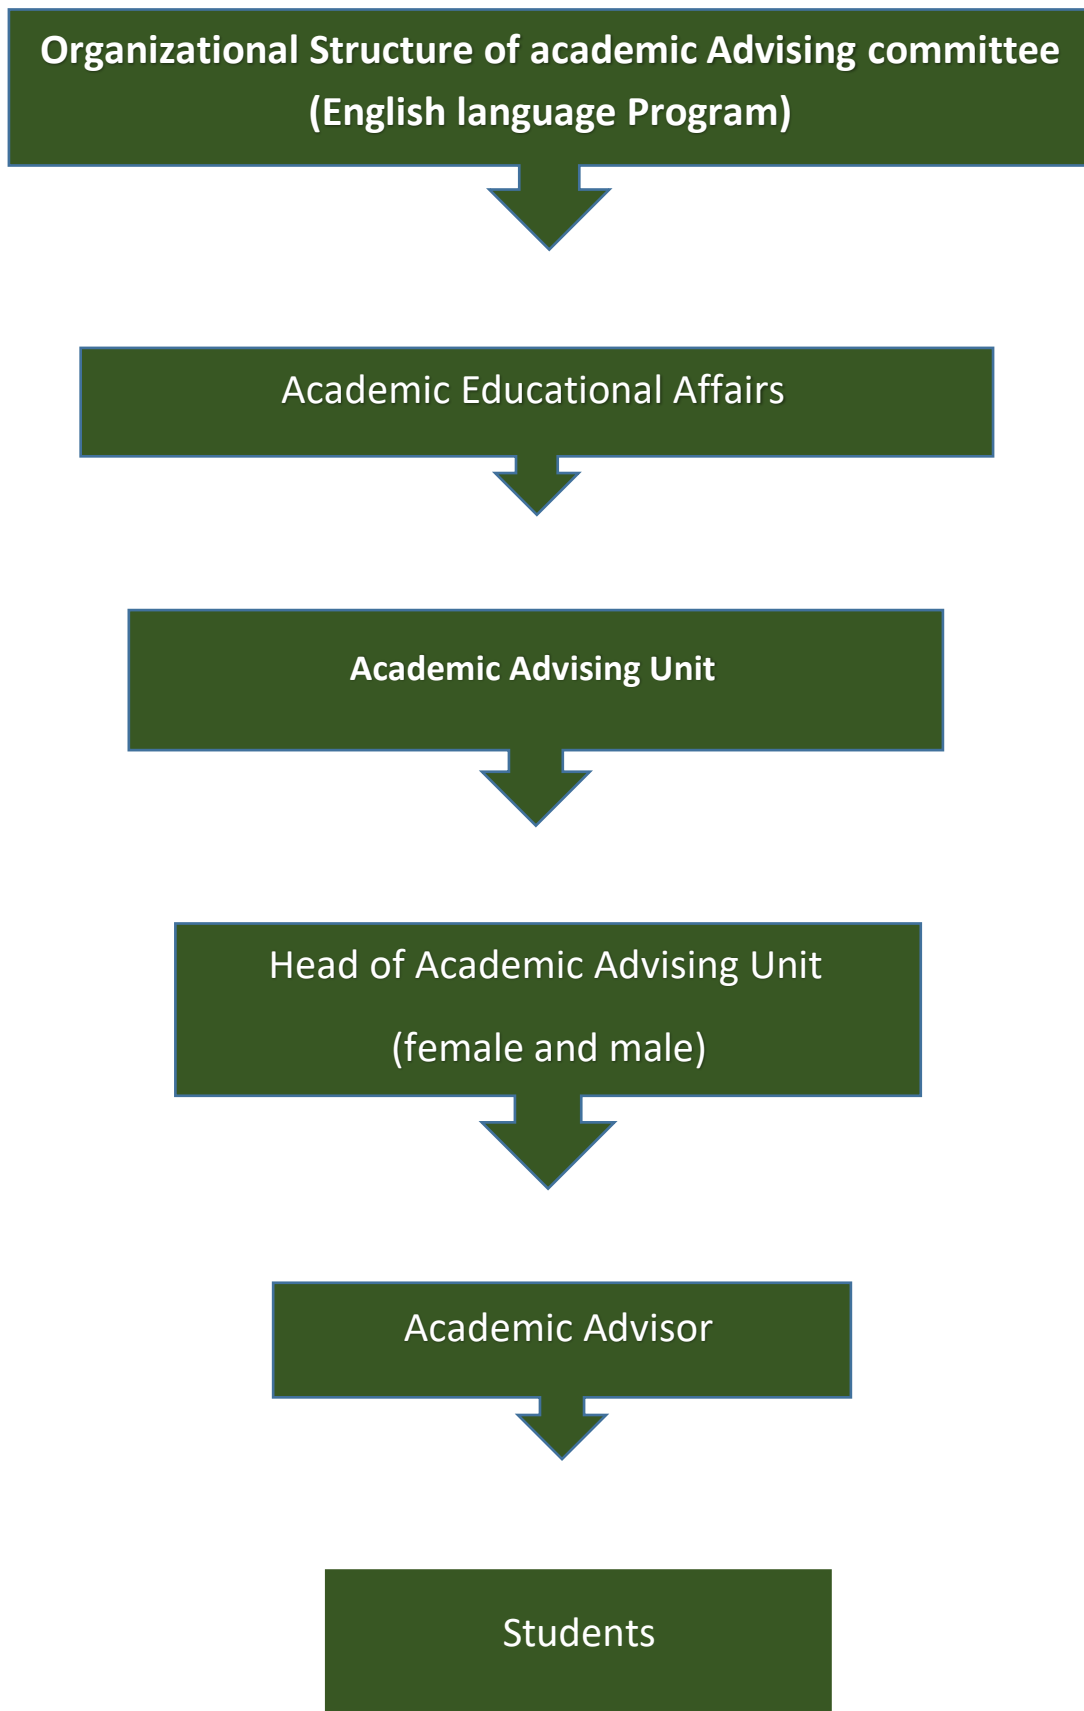 Organizational Structure of academic Advising committee
(English language Program)
Academic Educational Affairs
Academic Advising Unit
Head of Academic Advising Unit
(female and male)
Academic Advisor
Students